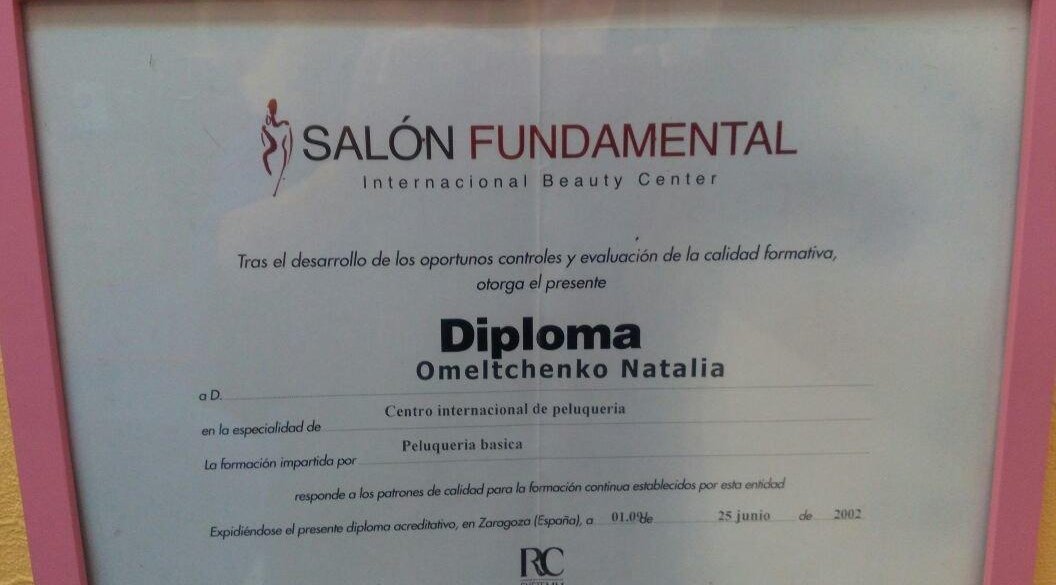 SALÓN FUNDAMENTAL
Internacional Beauty Center
Tras el desarrollo de los oportunos controles y evaluación de la calidad formativa,
otorga el presente
Diploma
Omeltchenko Natalia
a D.
Centro internacional de peluqueria
en la especialidad de
Peluqueria basica
La formación impartida por
responde a los patrones de calidad para la formación continua establecidos por esta entidad
Expidiéndose el presente diploma acreditativo, en Zaragoza (España), a 01.09 de 25 junio de 2002
RC